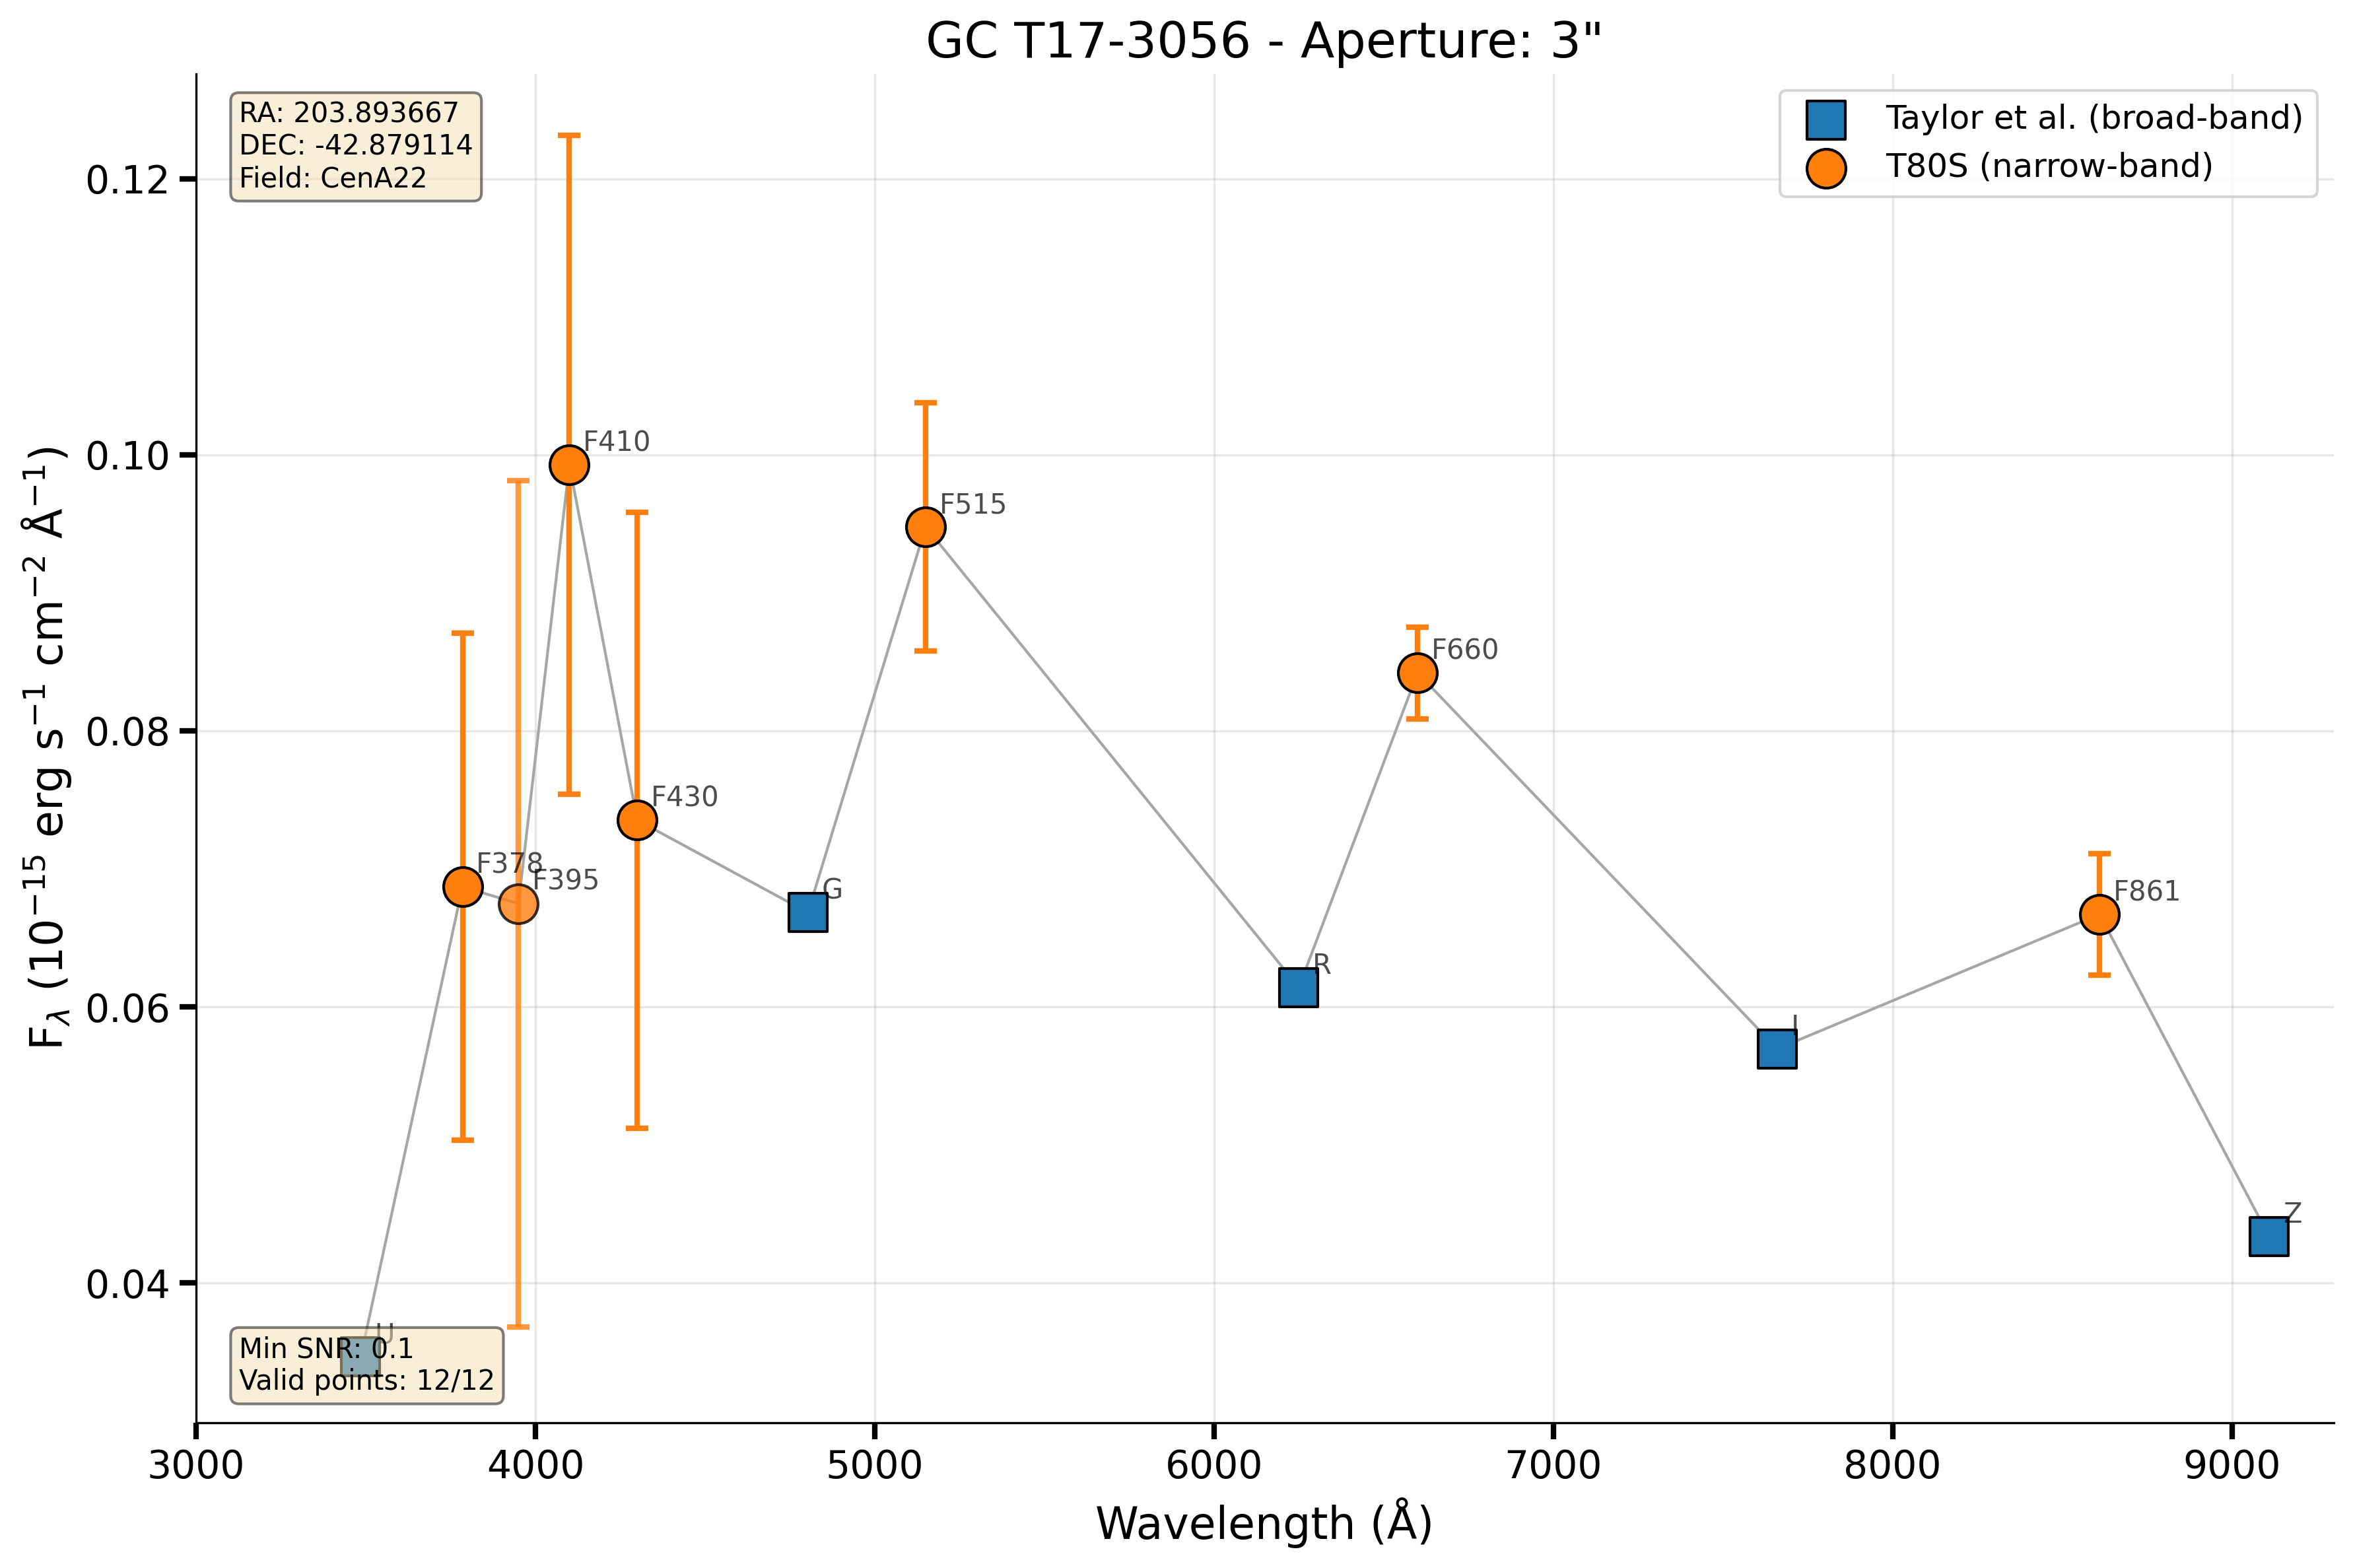 GC T17-3056 - Aperture: 3"
RA: 203.893667
DEC: -42.879114
Field: CenA22
Taylor et al. (broad-band)
T80S (narrow-band)
0.12
0.10
0.08
0.06
0.04
F_λ (10⁻¹⁵ erg s⁻¹ cm⁻² Å⁻¹)
F410
F515
F660
F430
F378
F395
G
F861
R
I
Z
U
Min SNR: 0.1
Valid points: 12/12
3000 4000 5000 6000 7000 8000 9000
Wavelength (Å)